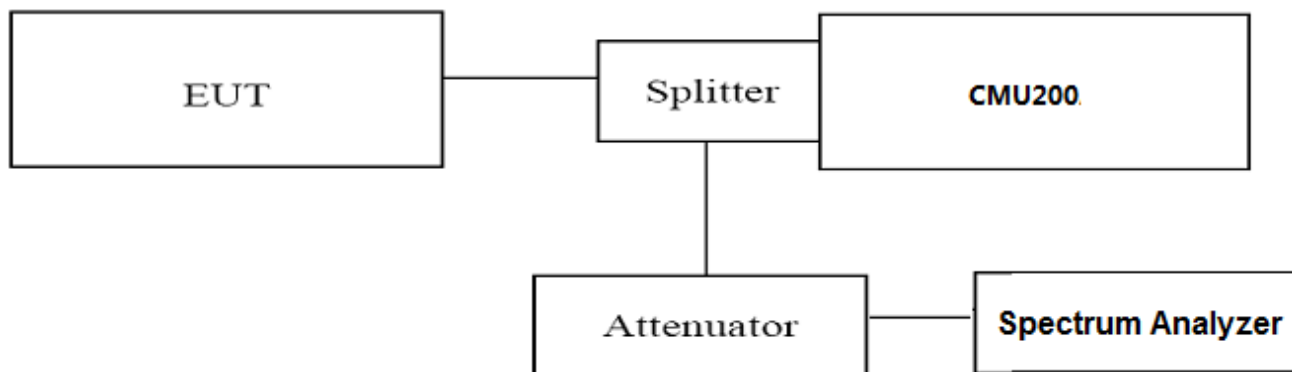 EUT
Splitter
CMU200.
Attenuator
Spectrum Analyzer